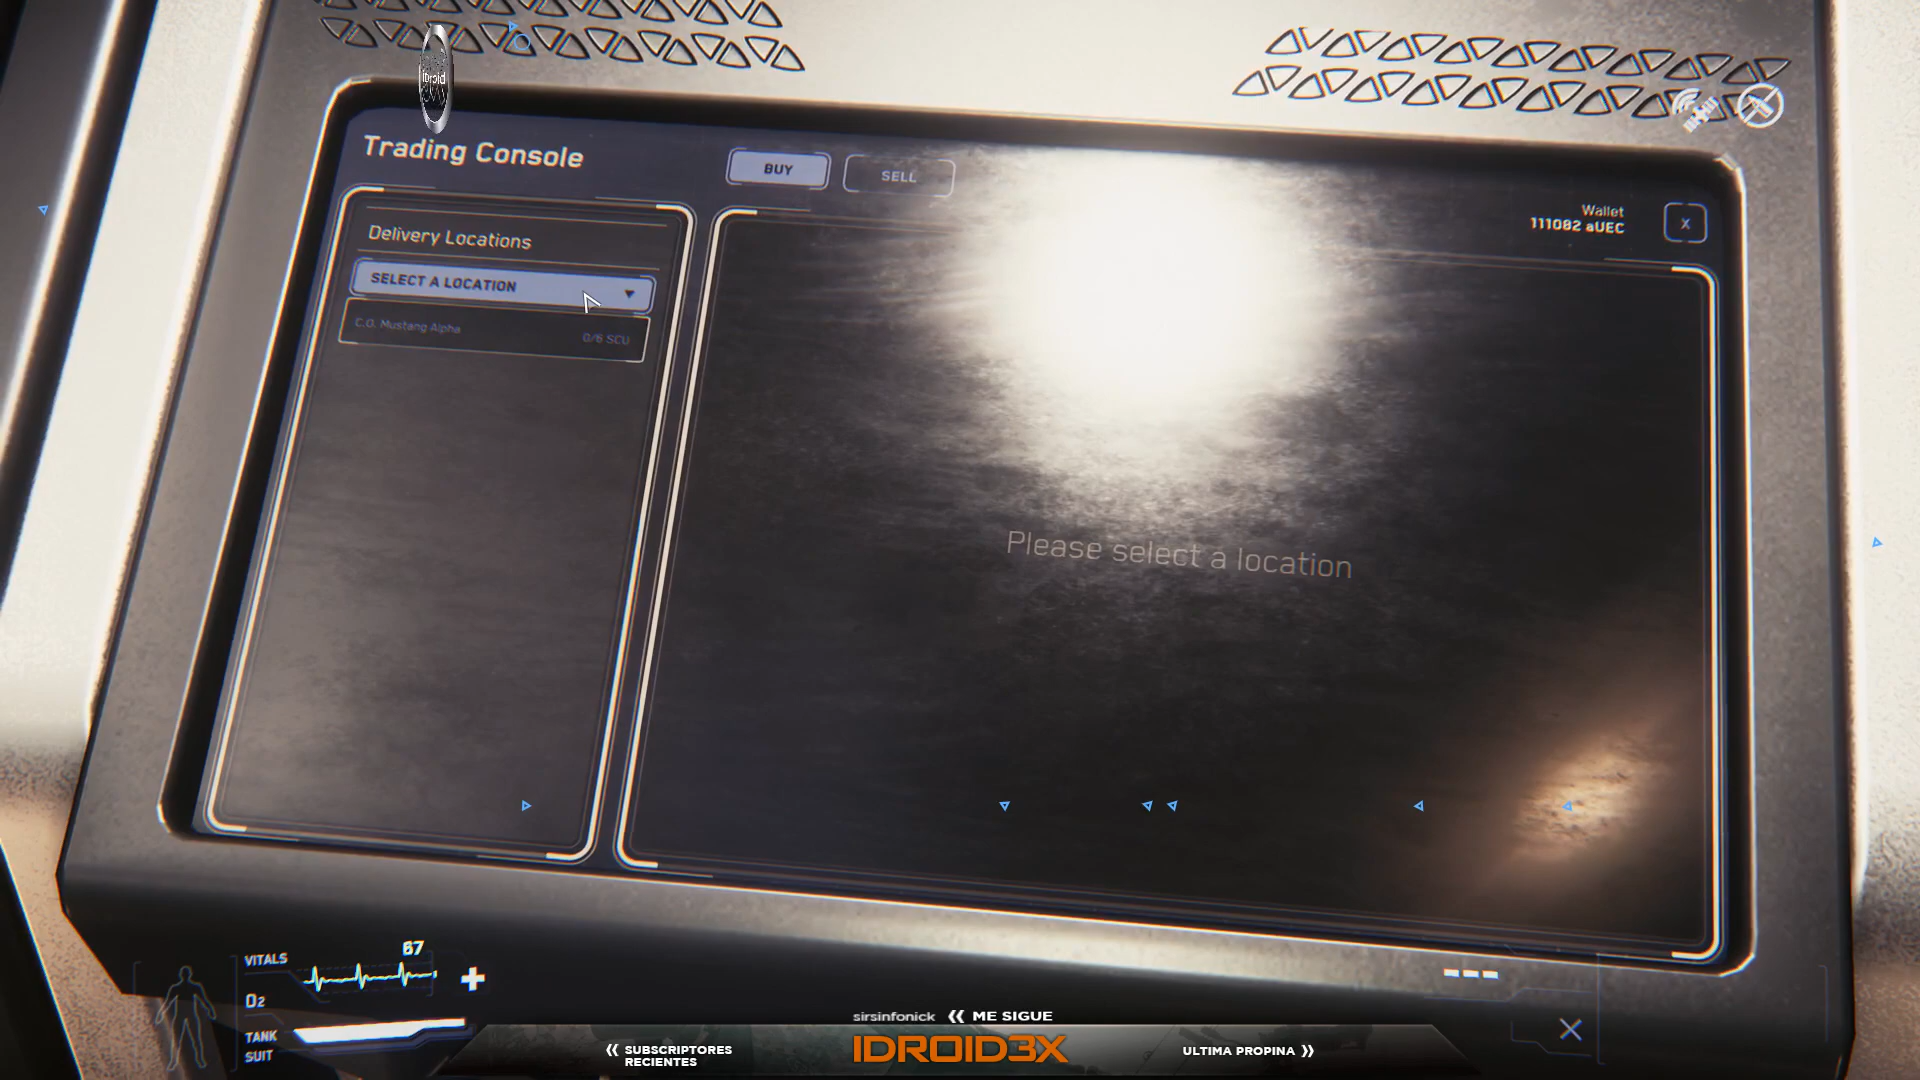 idroid
Trading Console
BUY
SELL
Wallet
111082 aUEC
X
Delivery Locations
SELECT A LOCATION
C.O. Mustang Alpha
0/6 SCU
Please select a location
VITALS
67
O2
TANK
SUIT
sirsinfonick « ME SIGUE
« SUBSCRIPTORES
RECIENTES
IDROID3X
ULTIMA PROPINA »